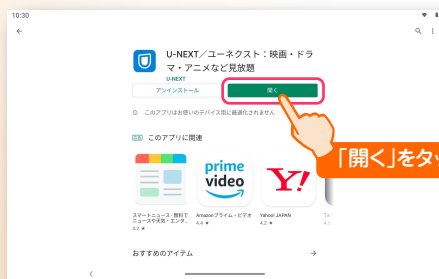 10:30
U-NEXT／ユーネクスト：映画・ドラ
マ・アニメなど見放題
U-NEXT
アンインストール
開く
このアプリはお使いのデバイス用に最適化されません
広告 このアプリに関連
prime
video
Y!
スマートニュース - 無料で
ニュースや天気・エンタ...
4.2 ★
Amazonプライム・ビデオ
4.4 ★
Yahoo! JAPAN
4.2 ★
おすすめのアイテム
「開く」をタッ